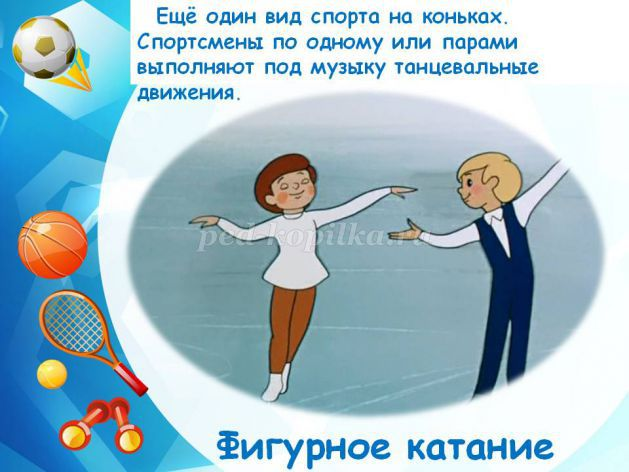 Ещё один вид спорта на коньках.
Спортсмены по одному или парами
выполняют под музыку танцевальные
движения.
ped-kopilka.ru
Фигурное катание